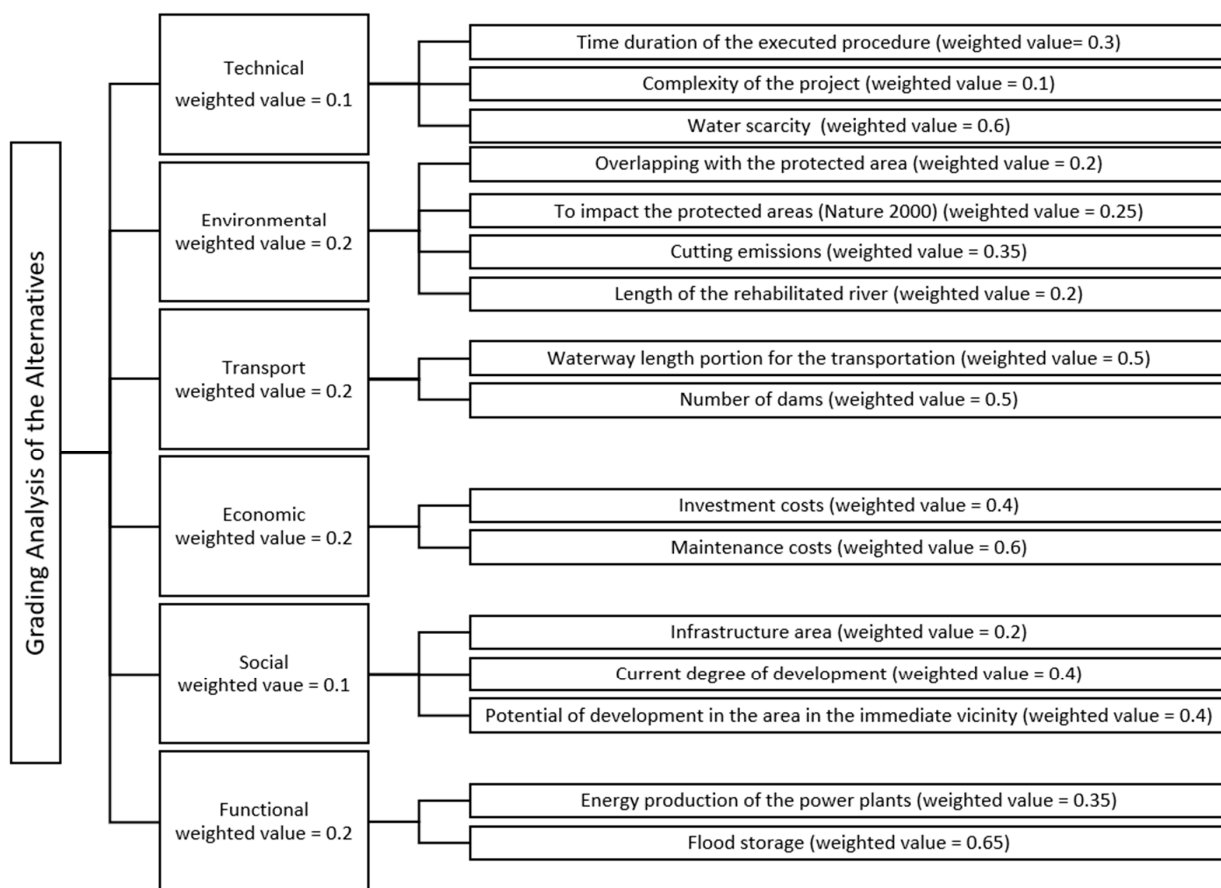 Grading Analysis of the Alternatives
Technical
weighted value = 0.1
Time duration of the executed procedure (weighted value= 0.3)
Complexity of the project (weighted value = 0.1)
Water scarcity (weighted value = 0.6)
Environmental
weighted value = 0.2
Overlapping with the protected area (weighted value = 0.2)
To impact the protected areas (Nature 2000) (weighted value = 0.25)
Cutting emissions (weighted value = 0.35)
Length of the rehabilitated river (weighted value = 0.2)
Transport
weighted value = 0.2
Waterway length portion for the transportation (weighted value = 0.5)
Number of dams (weighted value = 0.5)
Economic
weighted value = 0.2
Investment costs (weighted value = 0.4)
Maintenance costs (weighted value = 0.6)
Social
weighted vaue = 0.1
Infrastructure area (weighted value = 0.2)
Current degree of development (weighted value = 0.4)
Potential of development in the area in the immediate vicinity (weighted value = 0.4)
Functional
weighted value = 0.2
Energy production of the power plants (weighted value = 0.35)
Flood storage (weighted value = 0.65)